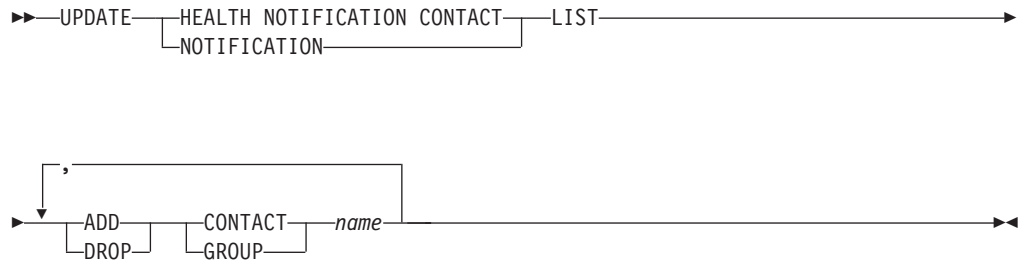 UPDATE HEALTH NOTIFICATION CONTACT LIST
NOTIFICATION
,
ADD CONTACT name
DROP GROUP